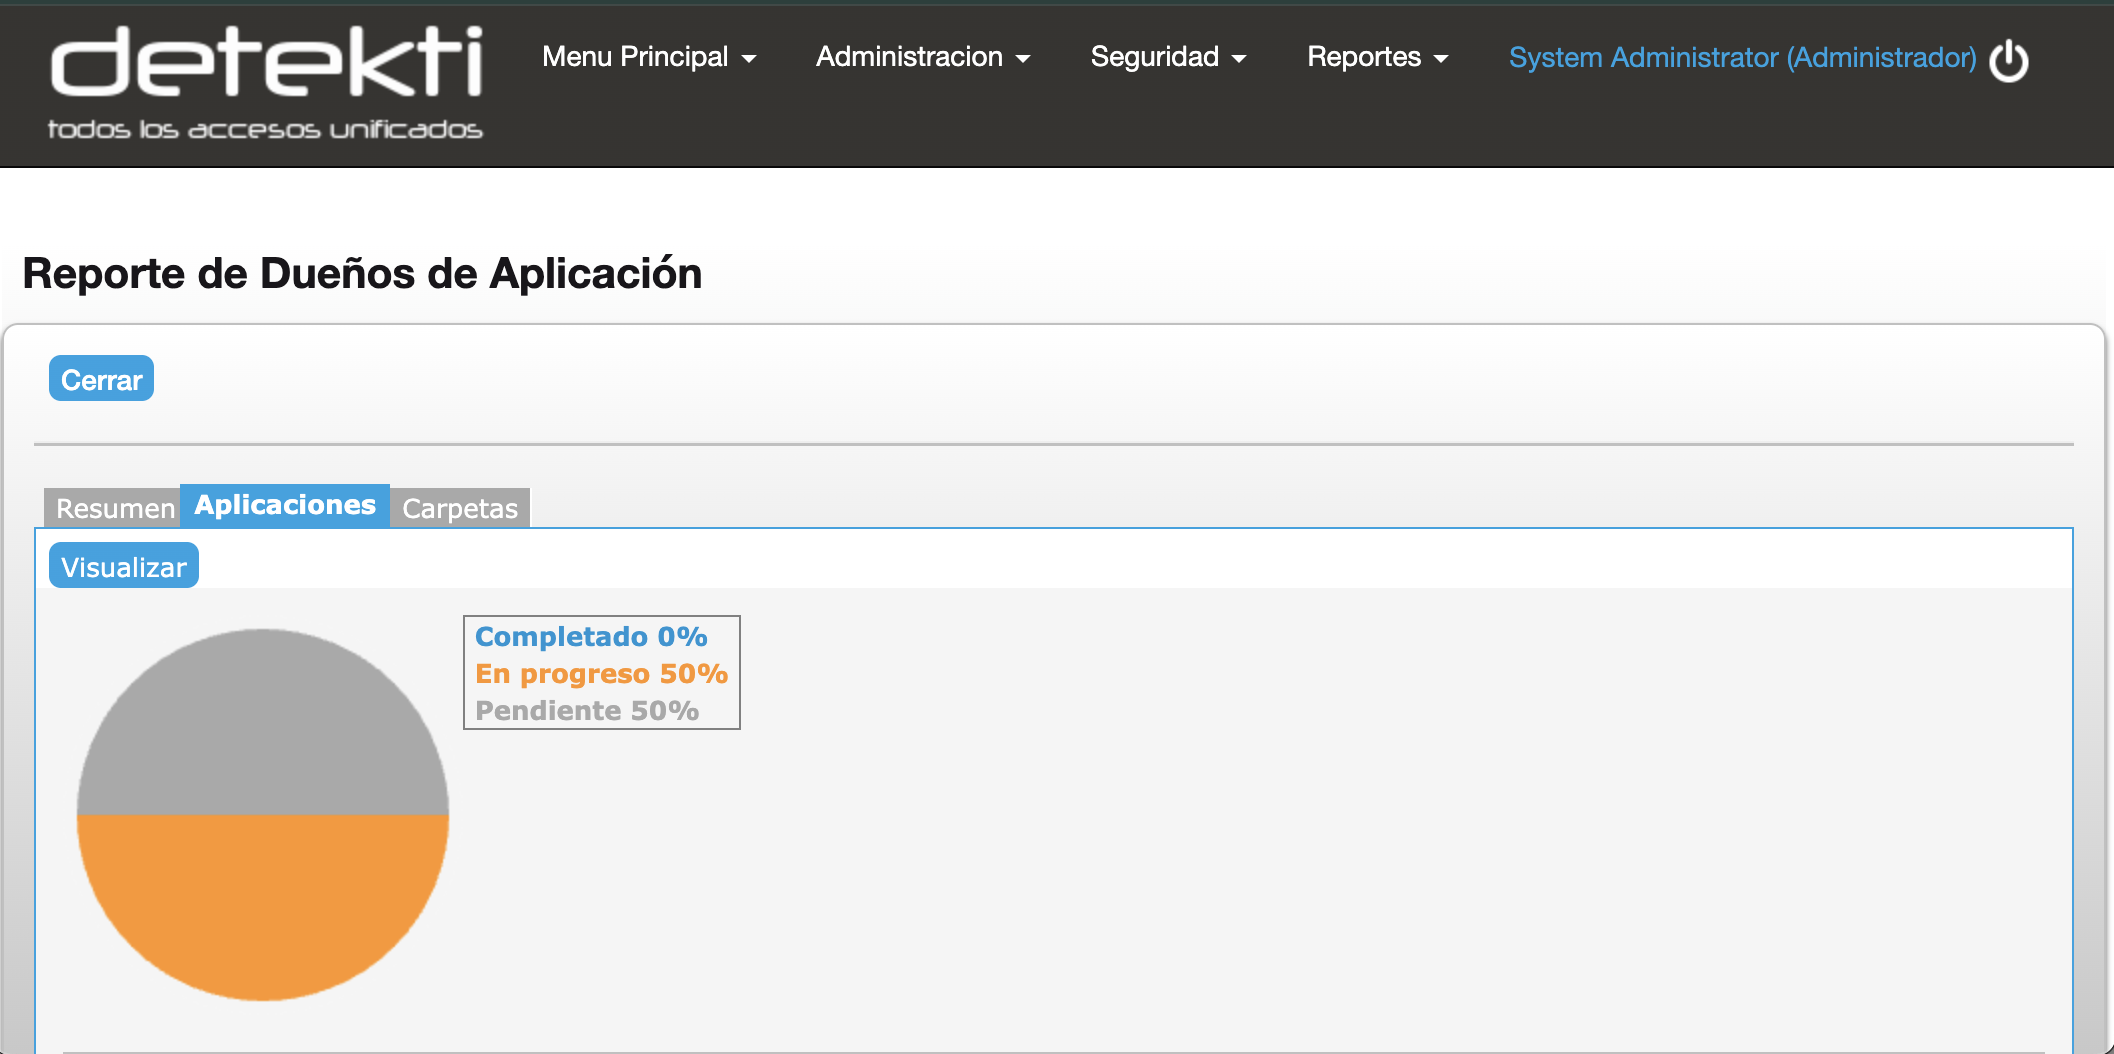 detekti
todos los accesos unificados
Menu Principal
Administracion
Seguridad
Reportes
System Administrator (Administrador)
Reporte de Dueños de Aplicación
Cerrar
Resumen
Aplicaciones
Carpetas
Visualizar
Completado 0%
En progreso 50%
Pendiente 50%